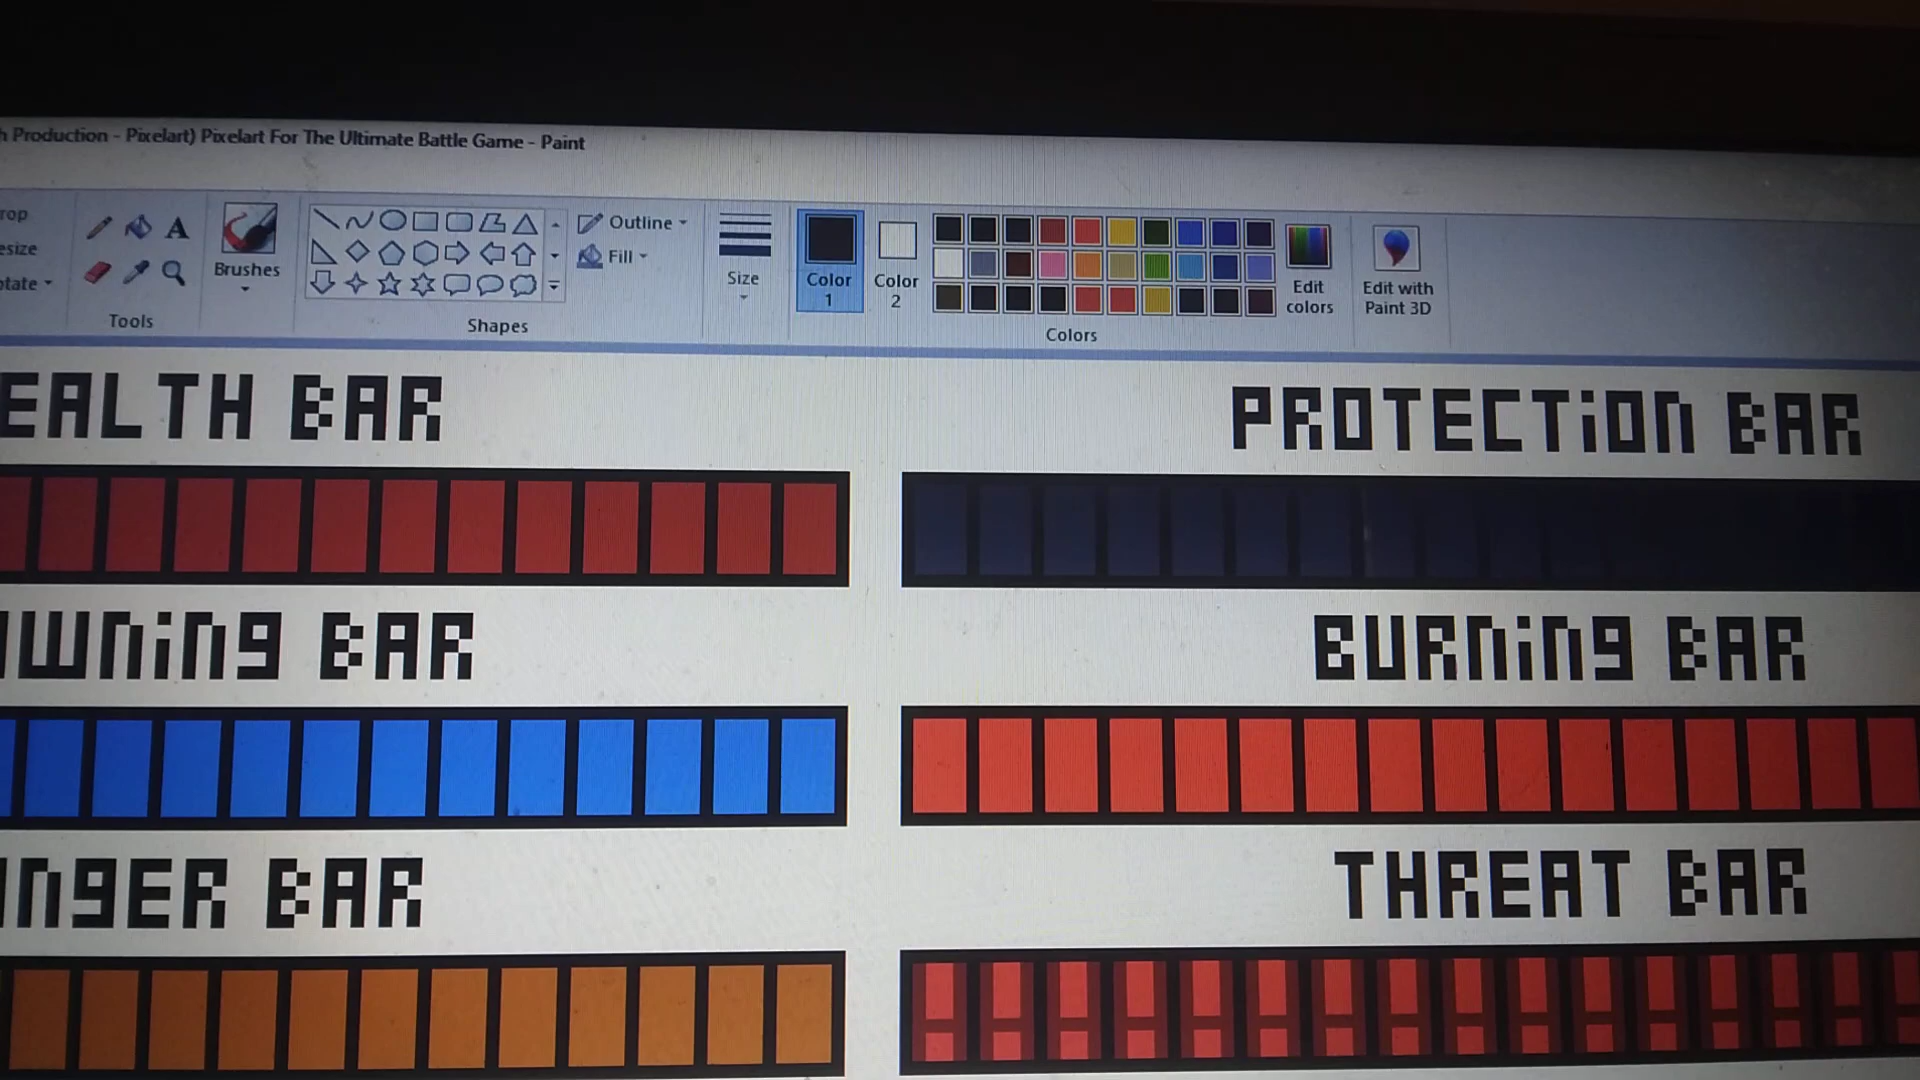 h Production - Pixelart) Pixelart For The Ultimate Battle Game - Paint
rop
esize
otate
Tools
A
Brushes
Shapes
Outline
Fill
Size
Color 1
Color 2
Colors
Edit colors
Edit with Paint 3D
EALTH BAR
PROTECTiOn BAR
WniNG BAR
BURniNG BAR
nGER BAR
THREAT BAR